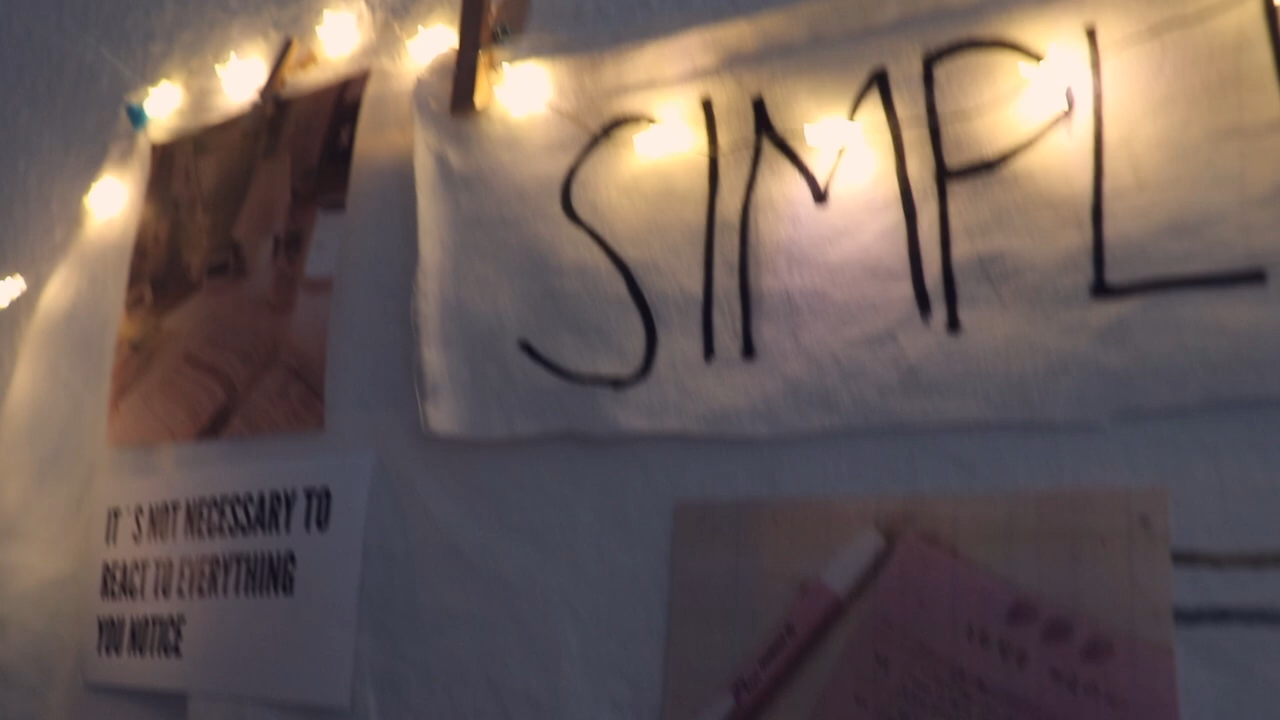 SIMPL
IT´S NOT NECESSARY TO
REACT TO EVERYTHING
YOU NOTICE